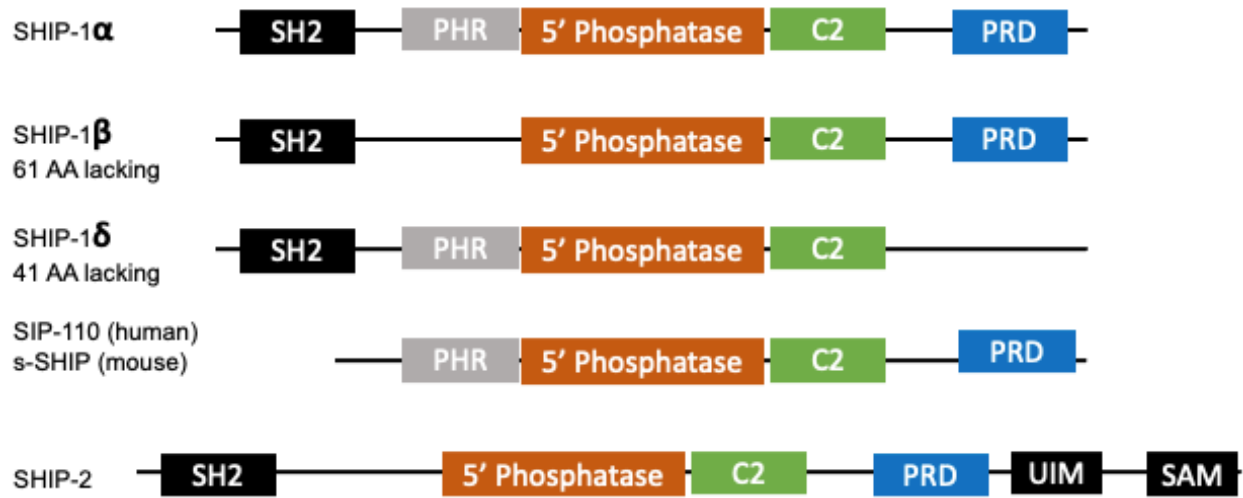 SHIP-1α SH2 PHR 5' Phosphatase C2 PRD
SHIP-1β SH2 5' Phosphatase C2 PRD
61 AA lacking
SHIP-1δ SH2 PHR 5' Phosphatase C2
41 AA lacking
SIP-110 (human)
s-SHIP (mouse) PHR 5' Phosphatase C2 PRD
SHIP-2 SH2 5' Phosphatase C2 PRD UIM SAM